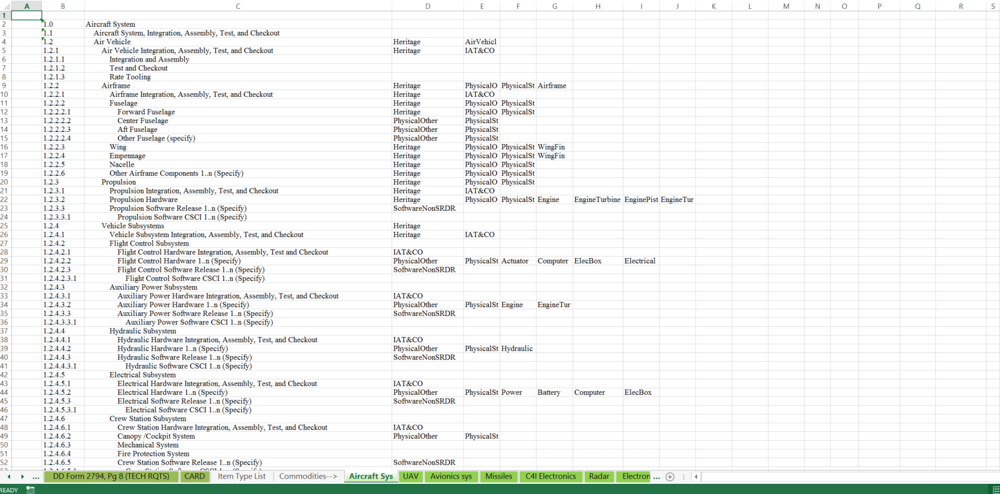 A B C D E F G H I J K L M N O P Q R S
1
2 1.0 Aircraft System
3 1.1 Aircraft System, Integration, Assembly, Test, and Checkout
4 1.2 Air Vehicle Heritage AirVehicl
5 1.2.1 Air Vehicle Integration, Assembly, Test, and Checkout Heritage IAT&CO
6 1.2.1.1 Integration and Assembly
7 1.2.1.2 Test and Checkout
8 1.2.1.3 Rate Tooling
9 1.2.2 Airframe Heritage PhysicalO PhysicalSt Airframe
10 1.2.2.1 Airframe Integration, Assembly, Test, and Checkout Heritage IAT&CO
11 1.2.2.2 Fuselage Heritage PhysicalO PhysicalSt
12 1.2.2.2.1 Forward Fuselage Heritage PhysicalO PhysicalSt
13 1.2.2.2.2 Center Fuselage PhysicalOther PhysicalSt
14 1.2.2.2.3 Aft Fuselage PhysicalOther PhysicalSt
15 1.2.2.2.4 Other Fuselage (specify) PhysicalOther PhysicalSt
16 1.2.2.3 Wing Heritage PhysicalO PhysicalSt WingFin
17 1.2.2.4 Empennage Heritage PhysicalO PhysicalSt WingFin
18 1.2.2.5 Nacelle Heritage PhysicalO PhysicalSt
19 1.2.2.6 Other Airframe Components 1..n (Specify) Heritage PhysicalO PhysicalSt
20 1.2.3 Propulsion Heritage PhysicalO PhysicalSt
21 1.2.3.1 Propulsion Integration, Assembly, Test, and Checkout Heritage IAT&CO
22 1.2.3.2 Propulsion Hardware Heritage PhysicalO PhysicalSt Engine EngineTurbine EnginePist EngineTur
23 1.2.3.3 Propulsion Software Release 1..n (Specify) SoftwareNonSRDR
24 1.2.3.3.1 Propulsion Software CSCI 1..n (Specify)
25 1.2.4 Vehicle Subsystems Heritage
26 1.2.4.1 Vehicle Subsystem Integration, Assembly, Test, and Checkout Heritage IAT&CO
27 1.2.4.2 Flight Control Subsystem
28 1.2.4.2.1 Flight Control Hardware Integration, Assembly, Test and Checkout IAT&CO
29 1.2.4.2.2 Flight Control Hardware 1..n (Specify) PhysicalOther PhysicalSt Actuator Computer ElecBox Electrical
30 1.2.4.2.3 Flight Control Software Release 1..n (Specify) SoftwareNonSRDR
31 1.2.4.2.3.1 Flight Control Software CSCI 1..n (Specify)
32 1.2.4.3 Auxiliary Power Subsystem
33 1.2.4.3.1 Auxiliary Power Hardware Integration, Assembly, Test, and Checkout IAT&CO
34 1.2.4.3.2 Auxiliary Power Hardware 1..n (Specify) PhysicalOther PhysicalSt Engine EngineTur
35 1.2.4.3.3 Auxiliary Power Software Release 1..n (Specify) SoftwareNonSRDR
36 1.2.4.3.3.1 Auxiliary Power Software CSCI 1..n (Specify)
37 1.2.4.4 Hydraulic Subsystem
38 1.2.4.4.1 Hydraulic Hardware Integration, Assembly, Test, and Checkout IAT&CO
39 1.2.4.4.2 Hydraulic Hardware 1..n (Specify) PhysicalOther PhysicalSt Hydraulic
40 1.2.4.4.3 Hydraulic Software Release 1..n (Specify) SoftwareNonSRDR
41 1.2.4.4.3.1 Hydraulic Software CSCI 1..n (Specify)
42 1.2.4.5 Electrical Subsystem
43 1.2.4.5.1 Electrical Hardware Integration, Assembly, Test, and Checkout IAT&CO
44 1.2.4.5.2 Electrical Hardware 1..n (Specify) PhysicalOther PhysicalSt Power Battery Computer ElecBox
45 1.2.4.5.3 Electrical Software Release 1..n (Specify) SoftwareNonSRDR
46 1.2.4.5.3.1 Electrical Software CSCI 1..n (Specify)
47 1.2.4.6 Crew Station Subsystem
48 1.2.4.6.1 Crew Station Hardware Integration, Assembly, Test, and Checkout IAT&CO
49 1.2.4.6.2 Canopy /Cockpit System PhysicalOther PhysicalSt
50 1.2.4.6.3 Mechanical System
51 1.2.4.6.4 Fire Protection System
52 1.2.4.6.5 Crew Station Software Release 1..n (Specify) SoftwareNonSRDR
... DD Form 2794, Pg 8 (TECH RQTS) CARD Item Type List Commodities--> Aircraft Sys UAV Avionics sys Missiles C4I Electronics Radar Electron ...
READY